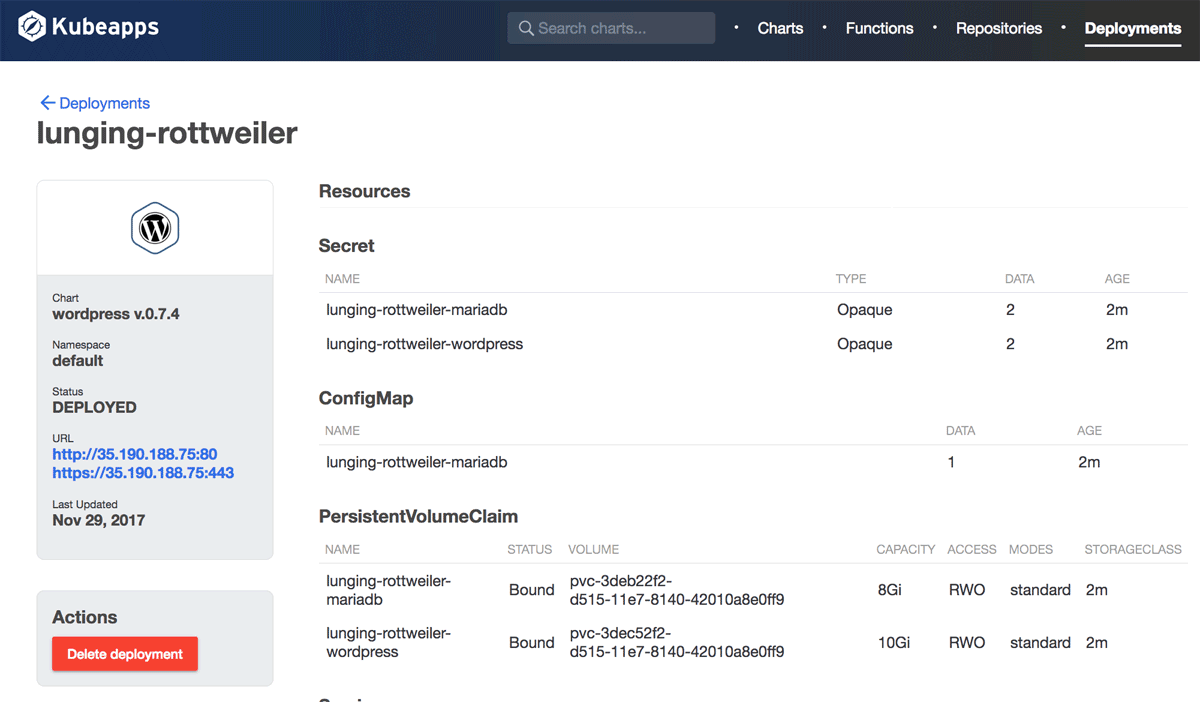 Kubeapps Search charts... • Charts • Functions • Repositories • Deployments
← Deployments
lunging-rottweiler
W
Chart
wordpress v.0.7.4
Namespace
default
Status
DEPLOYED
URL
http://35.190.188.75:80
https://35.190.188.75:443
Last Updated
Nov 29, 2017
Actions
Delete deployment
Resources
Secret
NAME TYPE DATA AGE
lunging-rottweiler-mariadb Opaque 2 2m
lunging-rottweiler-wordpress Opaque 2 2m
ConfigMap
NAME DATA AGE
lunging-rottweiler-mariadb 1 2m
PersistentVolumeClaim
NAME STATUS VOLUME CAPACITY ACCESS MODES STORAGECLASS
lunging-rottweiler-
mariadb Bound pvc-3deb22f2-
d515-11e7-8140-42010a8e0ff9 8Gi RWO standard 2m
lunging-rottweiler-
wordpress Bound pvc-3dec52f2-
d515-11e7-8140-42010a8e0ff9 10Gi RWO standard 2m